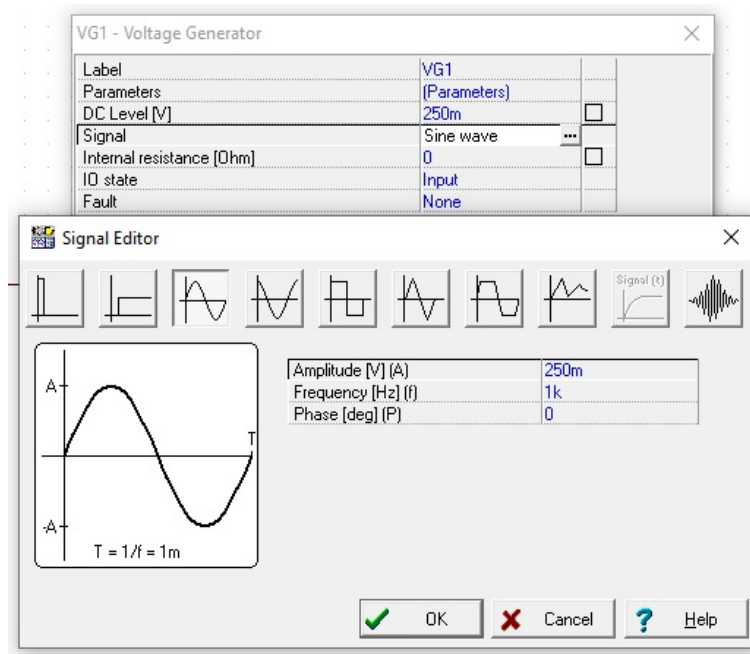 VG1 - Voltage Generator
Label VG1
Parameters (Parameters)
DC Level [V] 250m
Signal Sine wave ...
Internal resistance [Ohm] 0
IO state Input
Fault None
Signal Editor
Signal (t)
Amplitude [V] (A) 250m
Frequency [Hz] (f) 1k
Phase [deg] (P) 0
A
T
-A
T = 1/f = 1m
OK Cancel ? Help